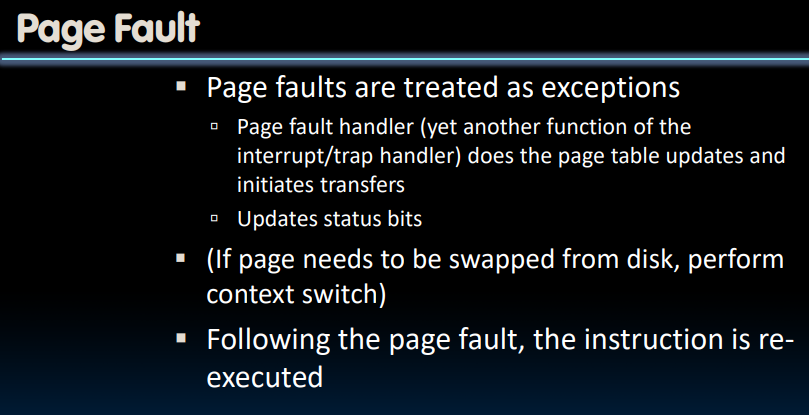 Page Fault
▪ Page faults are treated as exceptions
▫ Page fault handler (yet another function of the
interrupt/trap handler) does the page table updates and
initiates transfers
▫ Updates status bits
▪ (If page needs to be swapped from disk, perform
context switch)
▪ Following the page fault, the instruction is re-
executed